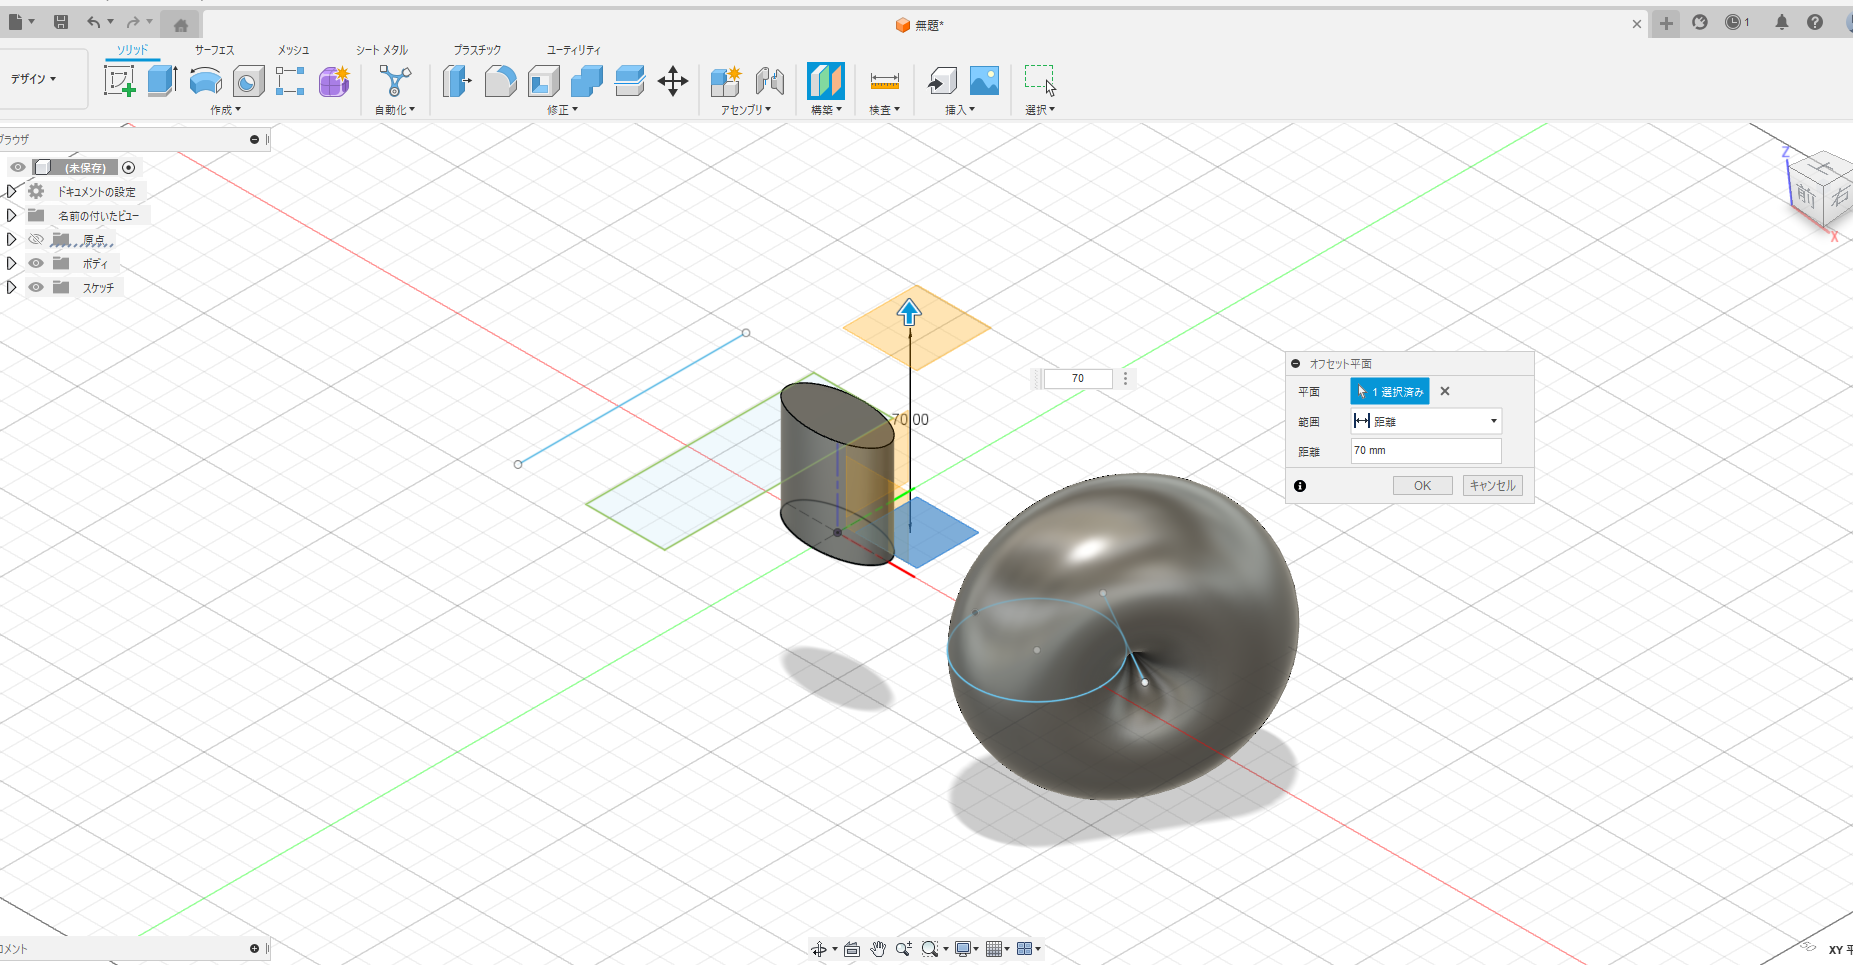 無題*
1
ソリッド サーフェス メッシュ シート メタル プラスチック ユーティリティ
デザイン
作成 自動化 修正 アセンブリ 構築 検査 挿入 選択
ブラウザ
(未保存)
ドキュメントの設定
名前の付いたビュー
原点
ボディ
スケッチ
Z
上
前
右
X
70
70.00
オフセット平面
平面 1 選択済み
範囲 距離
距離 70 mm
OK キャンセル
コメント
50
XY 平